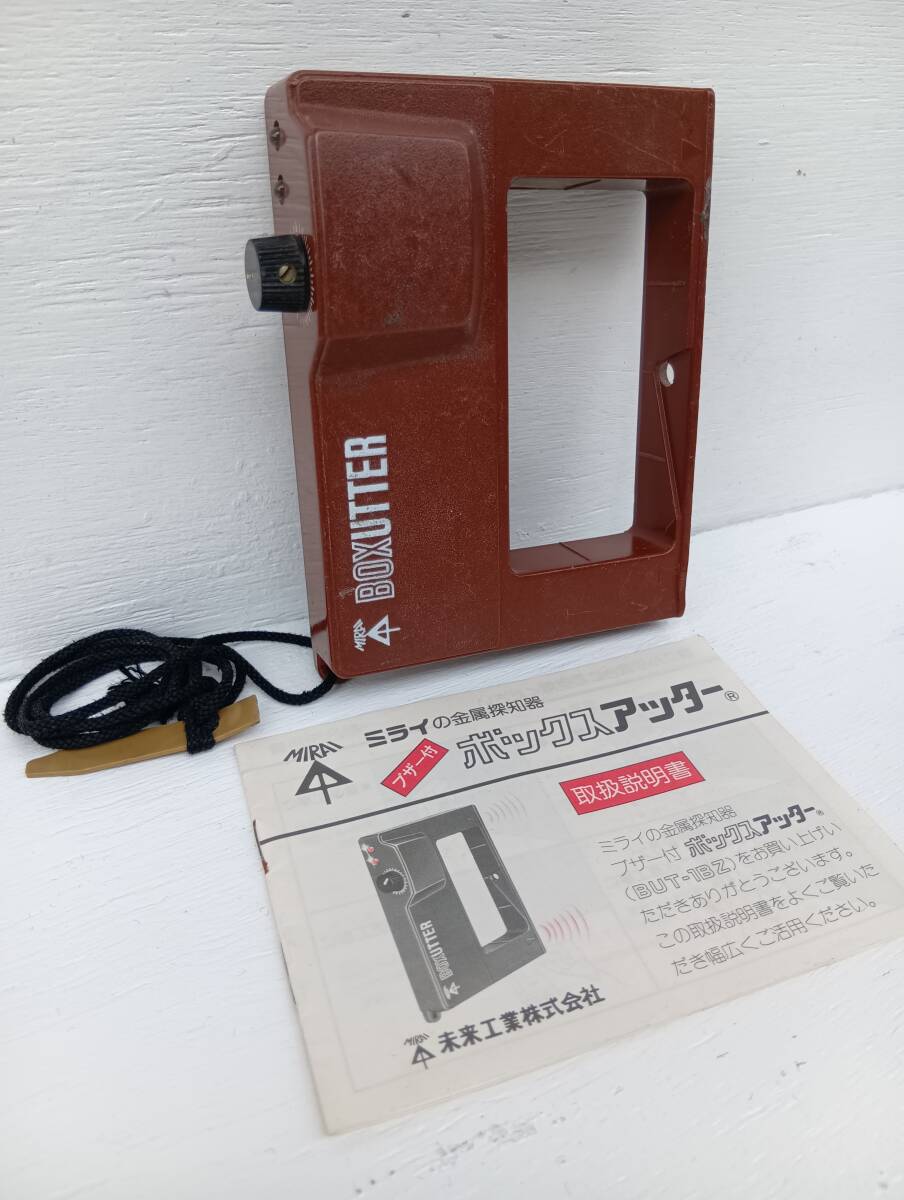 MIRAI
BOXUTTER
MIRAI
ミライの金属探知器
ブザー付
ボックスアッター®
取扱説明書
ミライの金属探知器
ブザー付 ボックスアッター®
(BUT-1BZ)をお買い上げい
ただきありがとうございます。
この取扱説明書をよくご覧いた
だき幅広くご活用ください。
BOXUTTER
MIRAI
未来工業株式会社